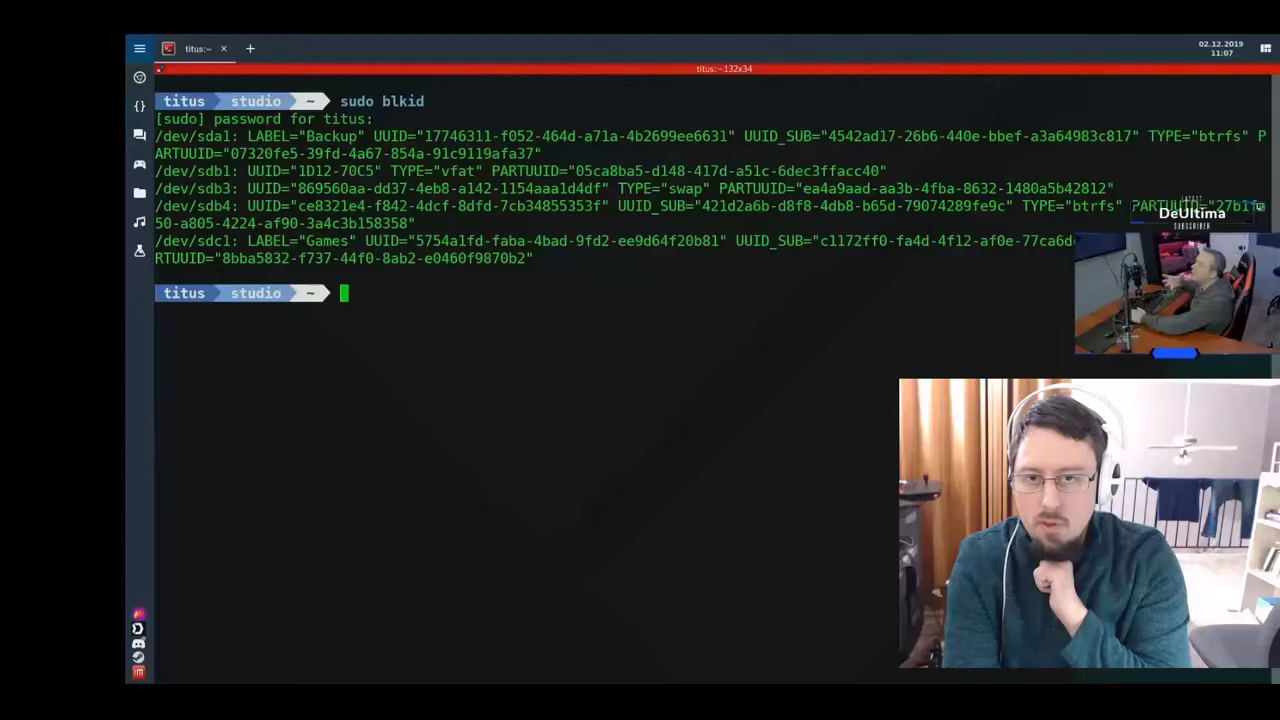 titus:~
02.12.2019
11:07
titus:~132x34
titus studio ~ sudo blkid
[sudo] password for titus:
/dev/sda1: LABEL="Backup" UUID="17746311-f052-464d-a71a-4b2699ee6631" UUID_SUB="4542ad17-26b6-440e-bbef-a3a64983c817" TYPE="btrfs" P
ARTUUID="07320fe5-39fd-4a67-854a-91c9119afa37"
/dev/sdb1: UUID="1D12-70C5" TYPE="vfat" PARTUUID="05ca8ba5-d148-417d-a51c-6dec3ffacc40"
/dev/sdb3: UUID="869560aa-dd37-4eb8-a142-1154aaa1d4df" TYPE="swap" PARTUUID="ea4a9aad-aa3b-4fba-8632-1480a5b42812"
/dev/sdb4: UUID="ce8321e4-f842-4dcf-8dfd-7cb34855353f" UUID_SUB="421d2a6b-d8f8-4db8-b65d-79074289fe9c" TYPE="btrfs" PARTUUID="27b1fa
50-a805-4224-af90-3a4c3b158358"
/dev/sdc1: LABEL="Games" UUID="5754a1fd-faba-4bad-9fd2-ee9d64f20b81" UUID_SUB="c1172ff0-fa4d-4f12-af0e-77ca6d
RTUUID="8bba5832-f737-44f0-8ab2-e0460f9870b2"
titus studio ~
LATEST
DeUltima
SUBSCRIBER